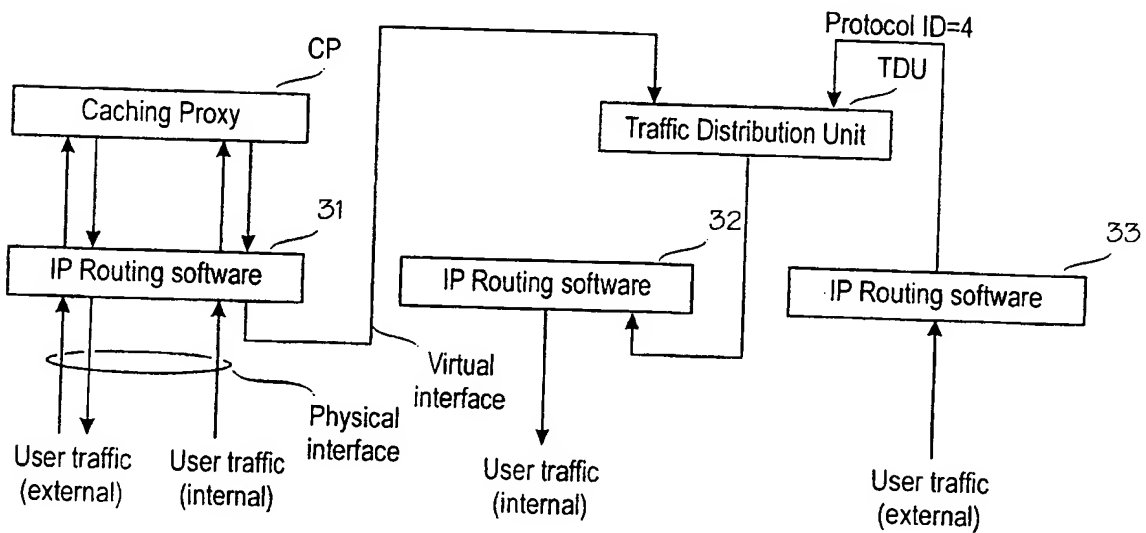 Protocol ID=4
CP
TDU
Caching Proxy
Traffic Distribution Unit
31
32
33
IP Routing software
IP Routing software
IP Routing software
Virtual
interface
Physical
interface
User traffic
(external)
User traffic
(internal)
User traffic
(internal)
User traffic
(external)